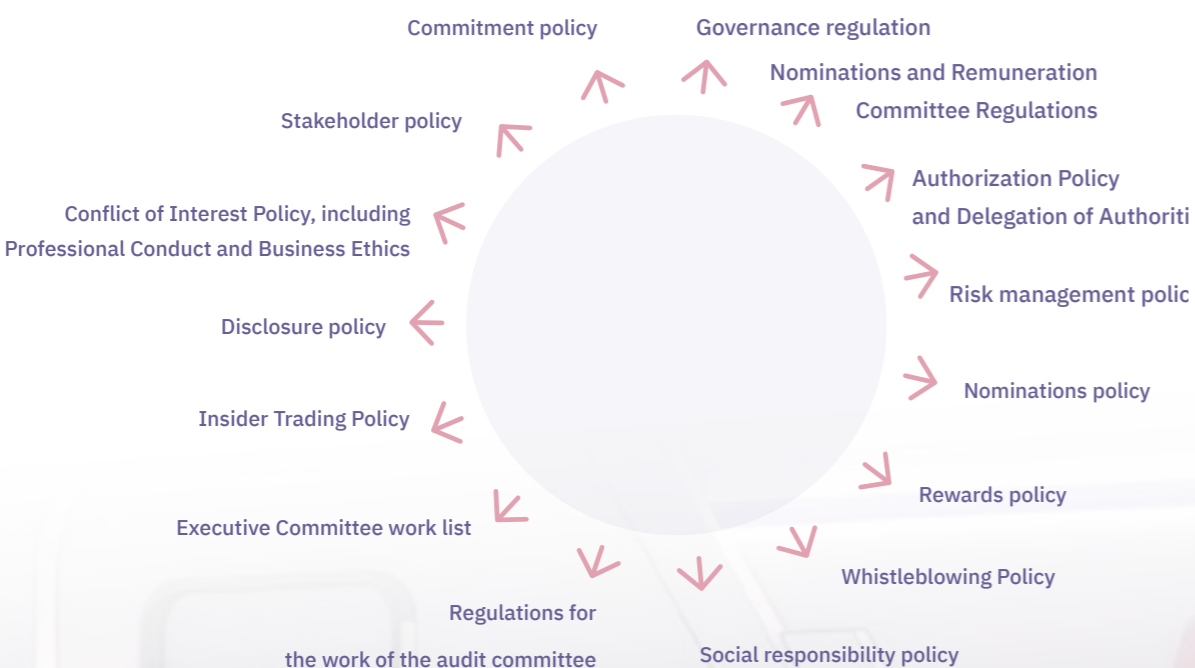 Commitment policy
Governance regulation
Nominations and Remuneration
Committee Regulations
Stakeholder policy
Authorization Policy
and Delegation of Authoriti
Conflict of Interest Policy, including
Professional Conduct and Business Ethics
Risk management polic
Disclosure policy
Nominations policy
Insider Trading Policy
Rewards policy
Executive Committee work list
Whistleblowing Policy
Regulations for
the work of the audit committee
Social responsibility policy